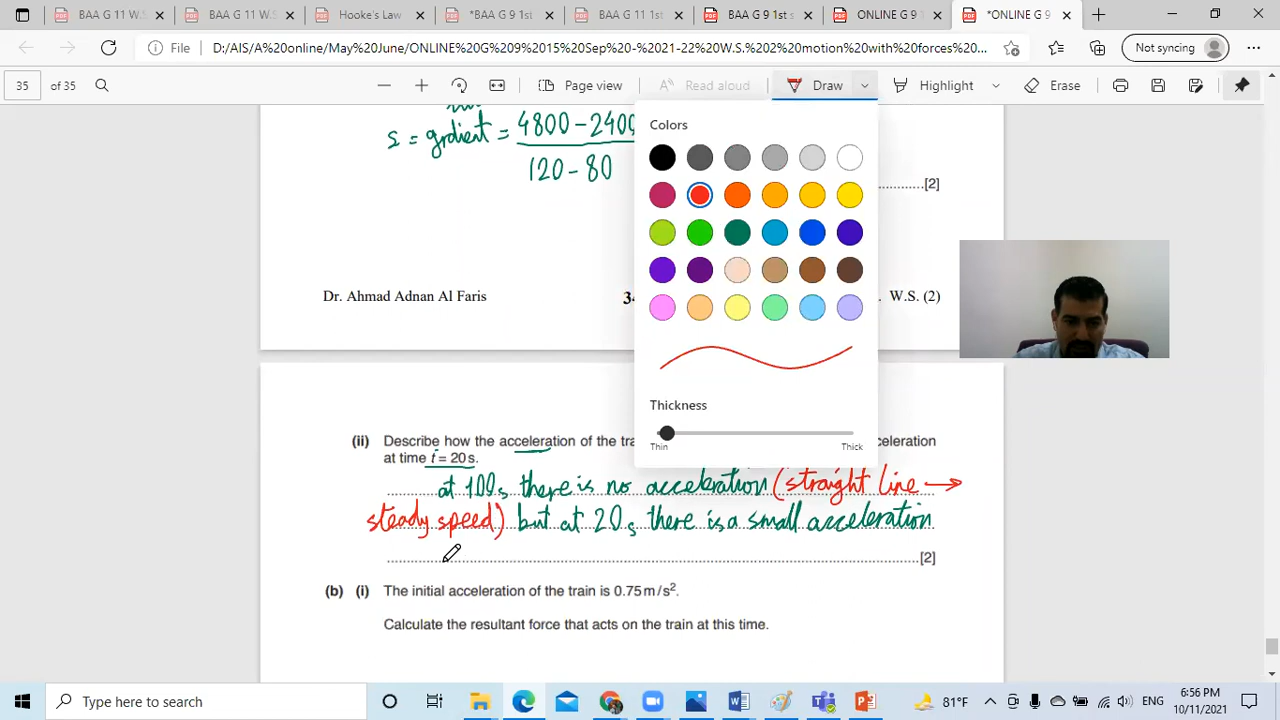 BAA G 11 W.S
BAA G 11 W
Hooke's Law
*BAA G 9 1st
BAA G 11 1st
BAA G 9 1st s
ONLINE G 9 1
*ONLINE G 9
File
D:/AIS/A%20online/May%20June/ONLINE%20G%209%2015%20Sep%20-%2021-22%20W.S.%202%20motion%20with%20forces%20...
Not syncing
35 of 35
Page view
Read aloud
Draw
Highlight
Erase
Colors
s = grdient = 4800 - 2400
120 - 80
[2]
Dr. Ahmad Adnan Al Faris
34
W.S. (2)
Thickness
Thin
Thick
(ii) Describe how the acceleration of the tra
celeration
at time t = 20 s.
at 100s there is no acceleration (straight line →
steady speed) but at 20s there is a small acceleration
[2]
(b) (i) The initial acceleration of the train is 0.75 m/s².
Calculate the resultant force that acts on the train at this time.
Type here to search
81°F
ENG
6:56 PM
10/11/2021